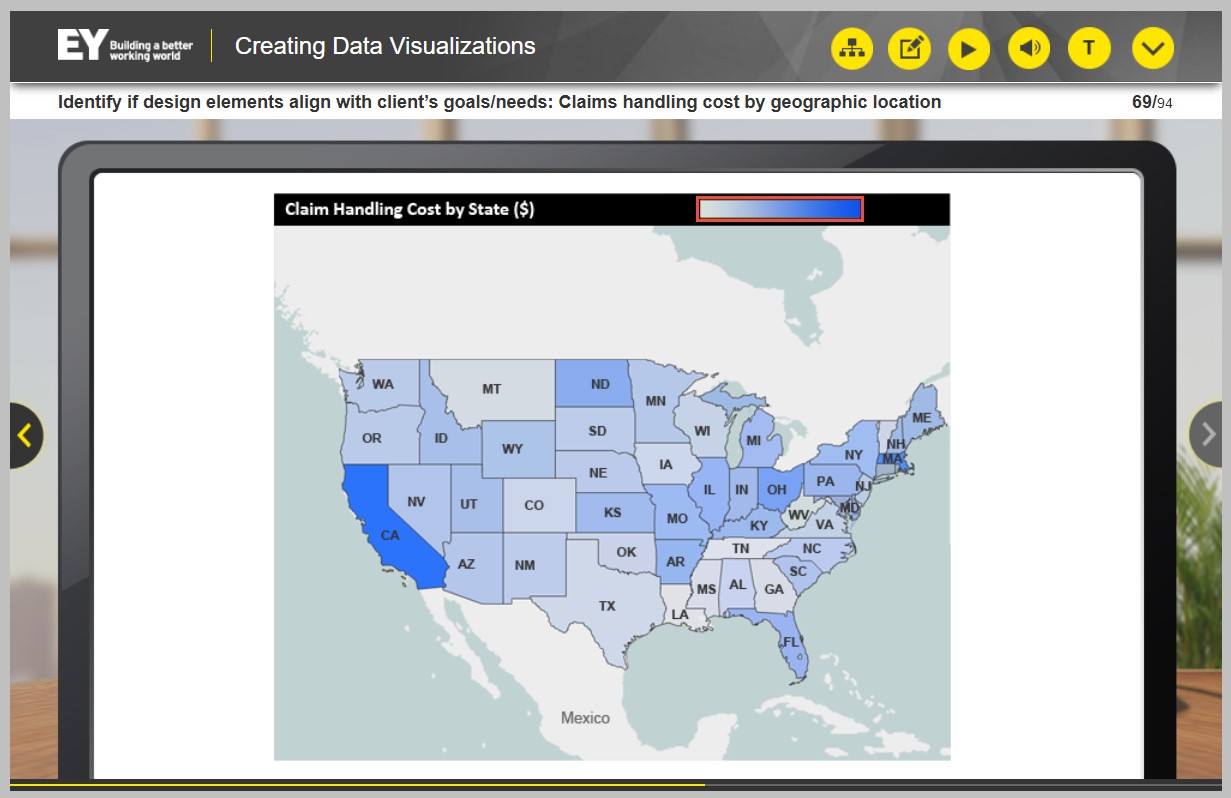 EY Building a better
working world
Creating Data Visualizations
T
Identify if design elements align with client’s goals/needs: Claims handling cost by geographic location
69/94
Claim Handling Cost by State ($)
WA
MT
ND
MN
ME
OR
ID
WY
SD
WI
MI
NH
NY
MA
IA
NE
NV
UT
CO
IL
IN
OH
PA
NJ
KS
MO
KY
WV
MD
VA
CA
AZ
NM
OK
AR
TN
NC
SC
MS
AL
GA
TX
LA
FL
Mexico